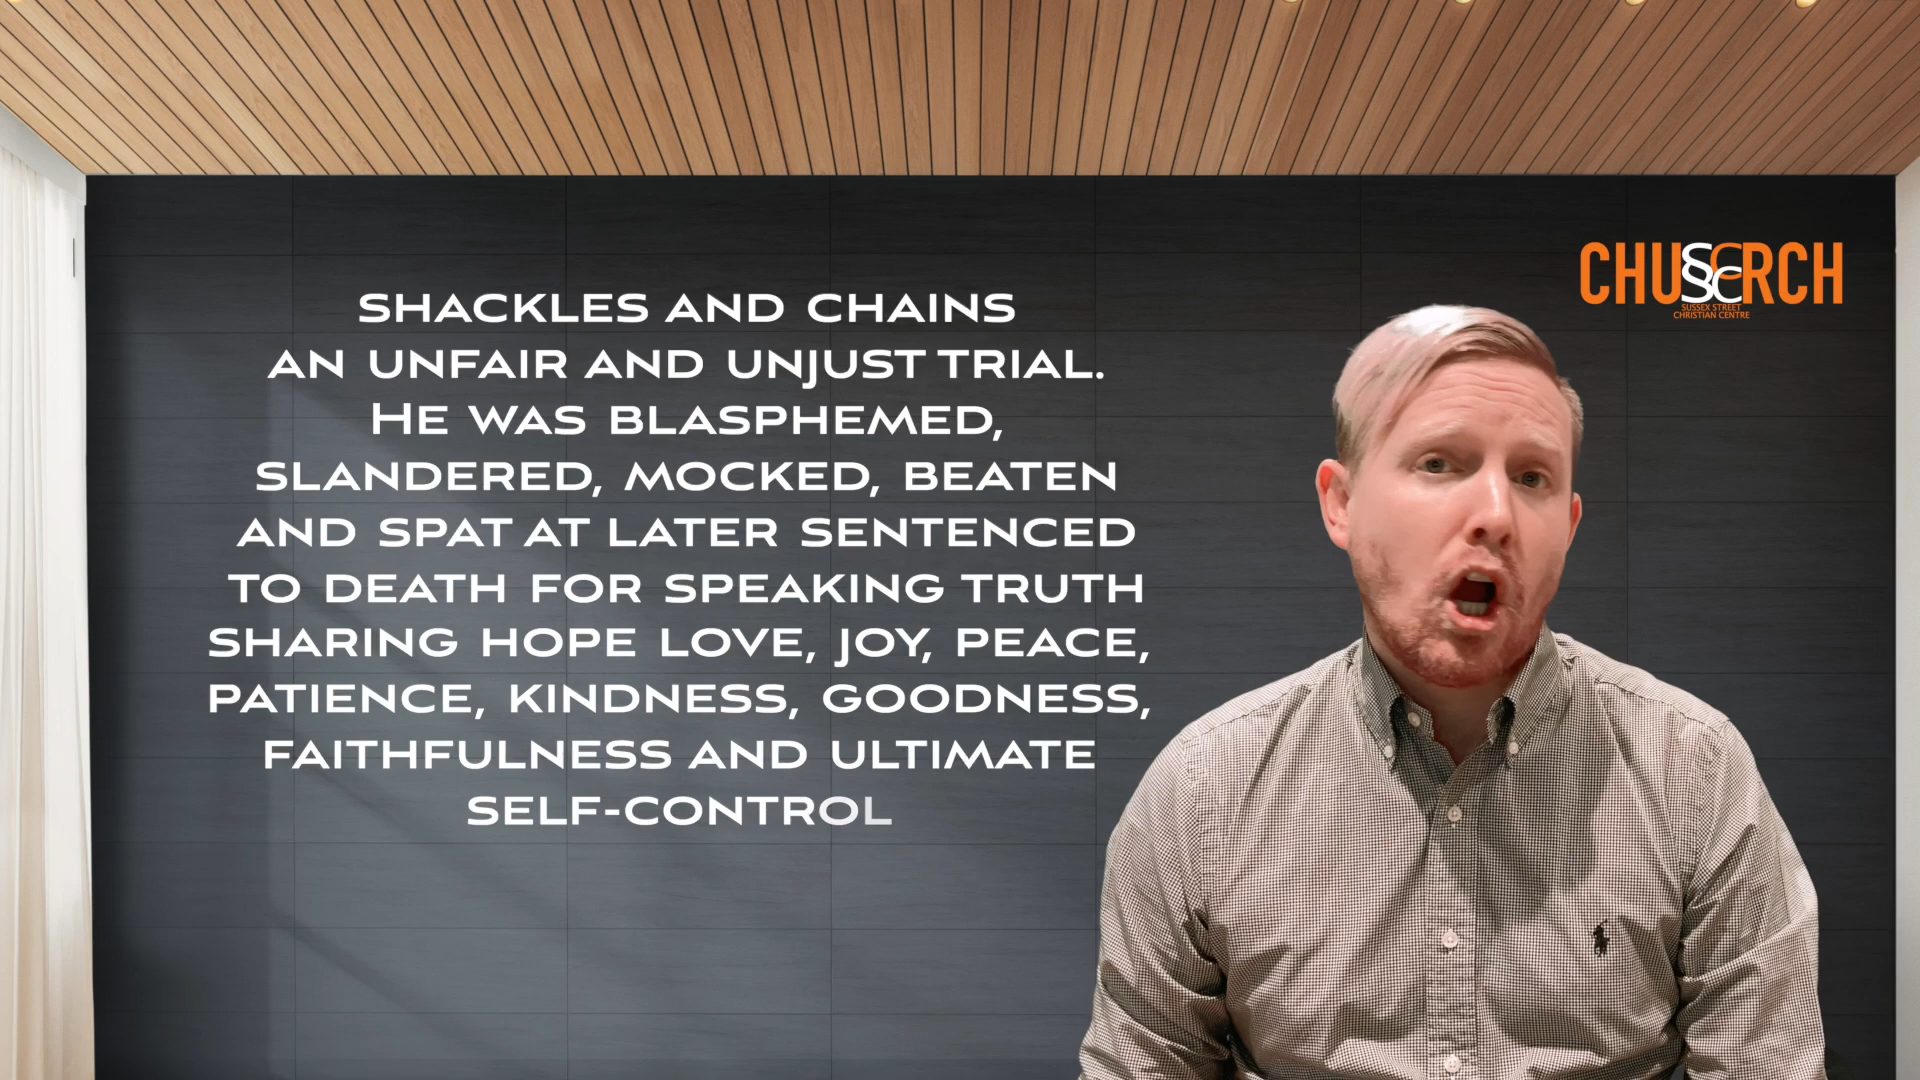 SHACKLES AND CHAINS
AN UNFAIR AND UNJUST TRIAL.
HE WAS BLASPHEMED,
SLANDERED, MOCKED, BEATEN
AND SPAT AT LATER SENTENCED
TO DEATH FOR SPEAKING TRUTH
SHARING HOPE LOVE, JOY, PEACE,
PATIENCE, KINDNESS, GOODNESS,
FAITHFULNESS AND ULTIMATE
SELF-CONTROL
CHUSSCCRCH
SUSSEX STREET
CHRISTIAN CENTRE